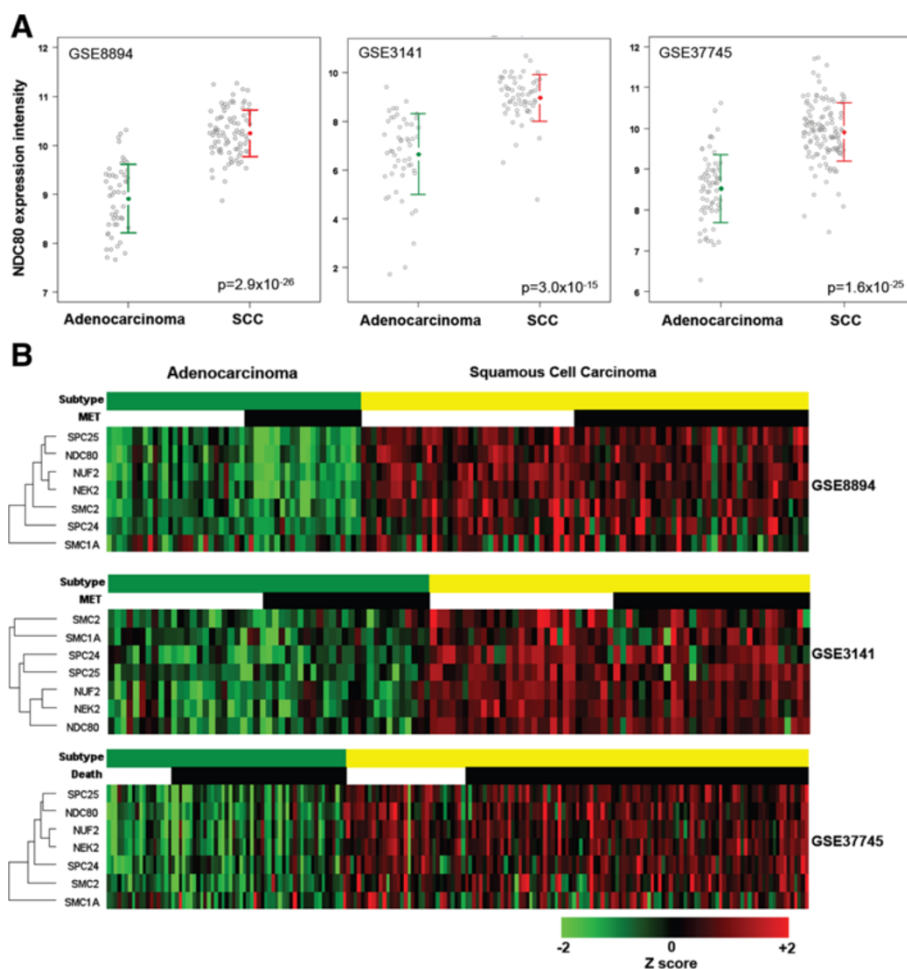 A
GSE8894
GSE3141
GSE37745
NDC80 expression intensity
12
11
10
9
8
7
10
8
6
4
2
12
11
10
9
8
7
6
p=2.9x10-26
p=3.0x10-15
p=1.6x10-25
Adenocarcinoma SCC
Adenocarcinoma SCC
Adenocarcinoma SCC
B
Adenocarcinoma Squamous Cell Carcinoma
Subtype
MET
SPC25
NDC80
NUF2
NEK2
SMC2
SPC24
SMC1A
GSE8894
Subtype
MET
SMC2
SMC1A
SPC24
SPC25
NUF2
NEK2
NDC80
GSE3141
Subtype
Death
SPC25
NDC80
NUF2
NEK2
SPC24
SMC2
SMC1A
GSE37745
-2 0 +2
Z score